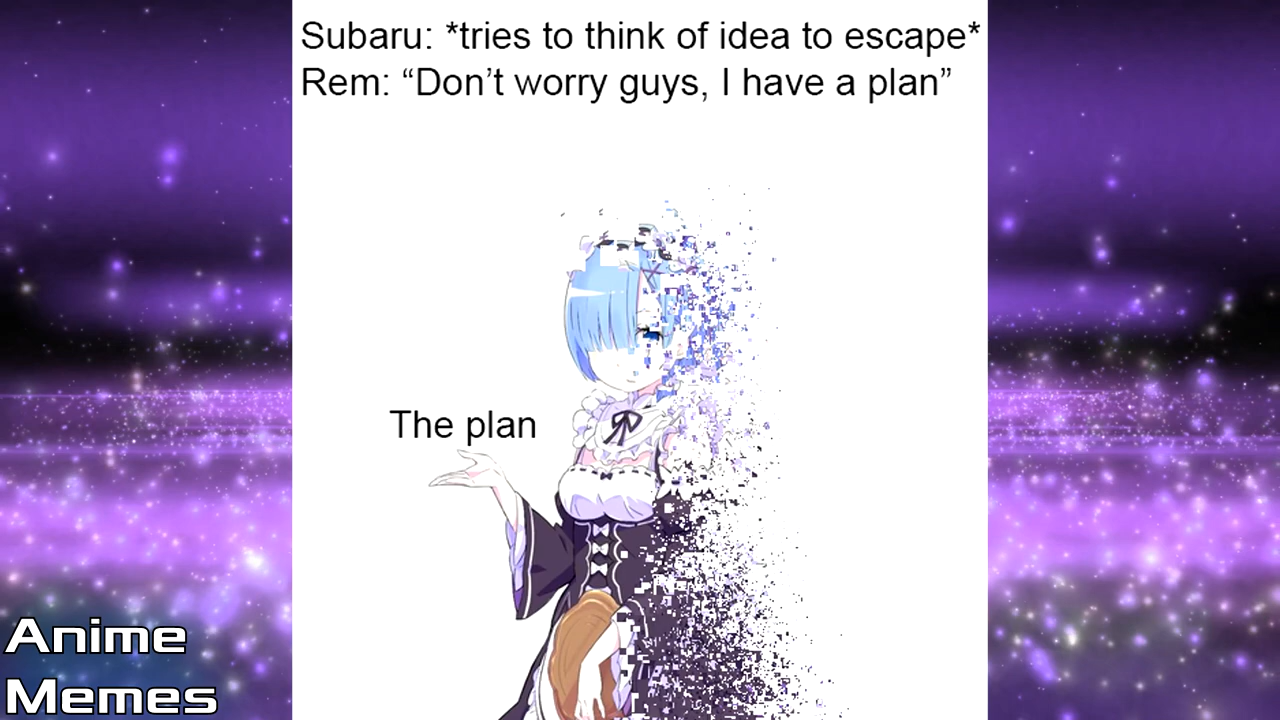 Subaru: *tries to think of idea to escape*
Rem: “Don’t worry guys, I have a plan”
The plan
Anime
Memes